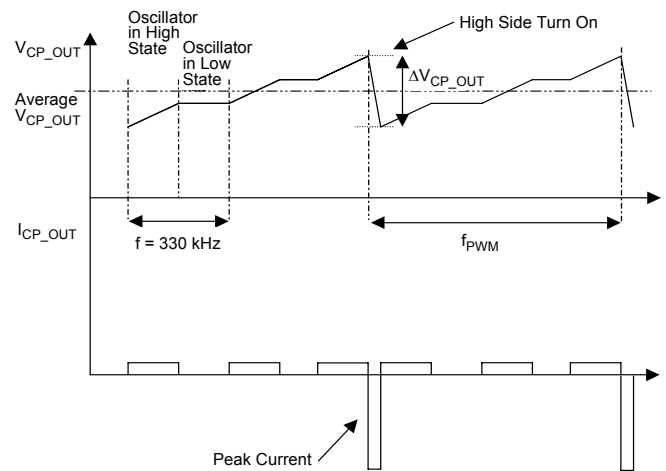 Oscillator
in High
State
Oscillator
in Low
State
High Side Turn On
V_CP_OUT
ΔV_CP_OUT
Average
V_CP_OUT
I_CP_OUT
f = 330 kHz
f_PWM
Peak Current